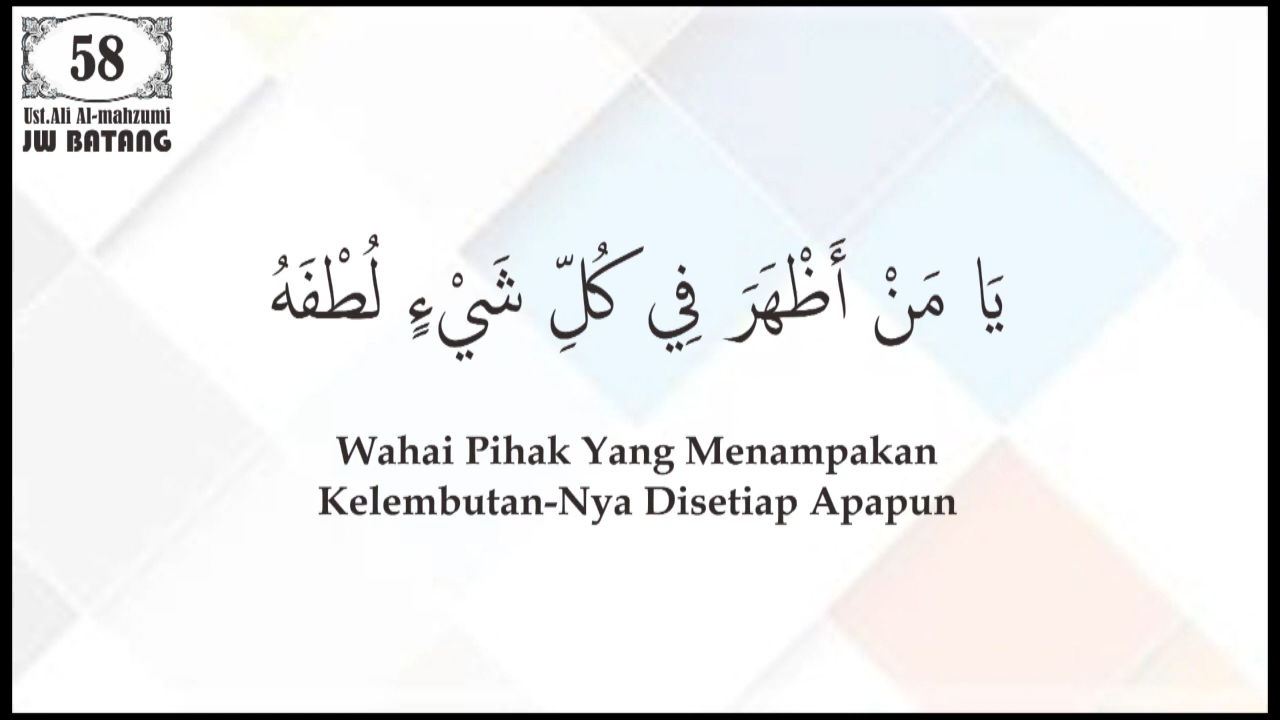 58
Ust.Ali Al-mahzumi
JW BATANG
يَا مَنْ أَظْهَرَ فِي كُلِّ شَيْءٍ لُطْفَهُ
Wahai Pihak Yang Menampakan
Kelembutan-Nya Disetiap Apapun